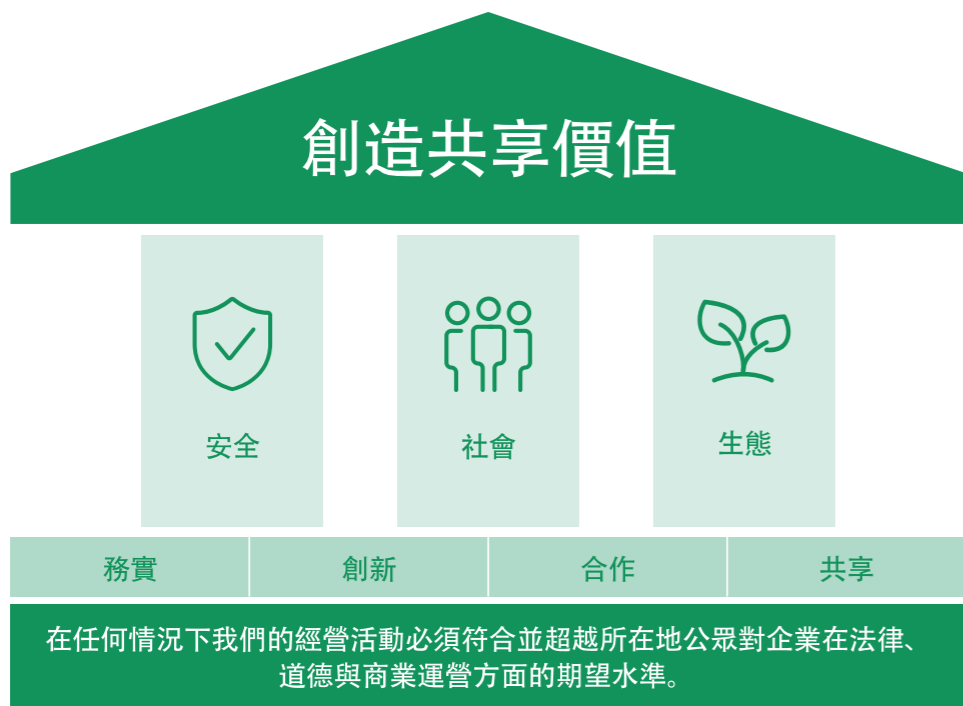 創造共享價值
安全
社會
生態
務實
創新
合作
共享
在任何情況下我們的經營活動必須符合並超越所在地公眾對企業在法律、
道德與商業運營方面的期望水準。